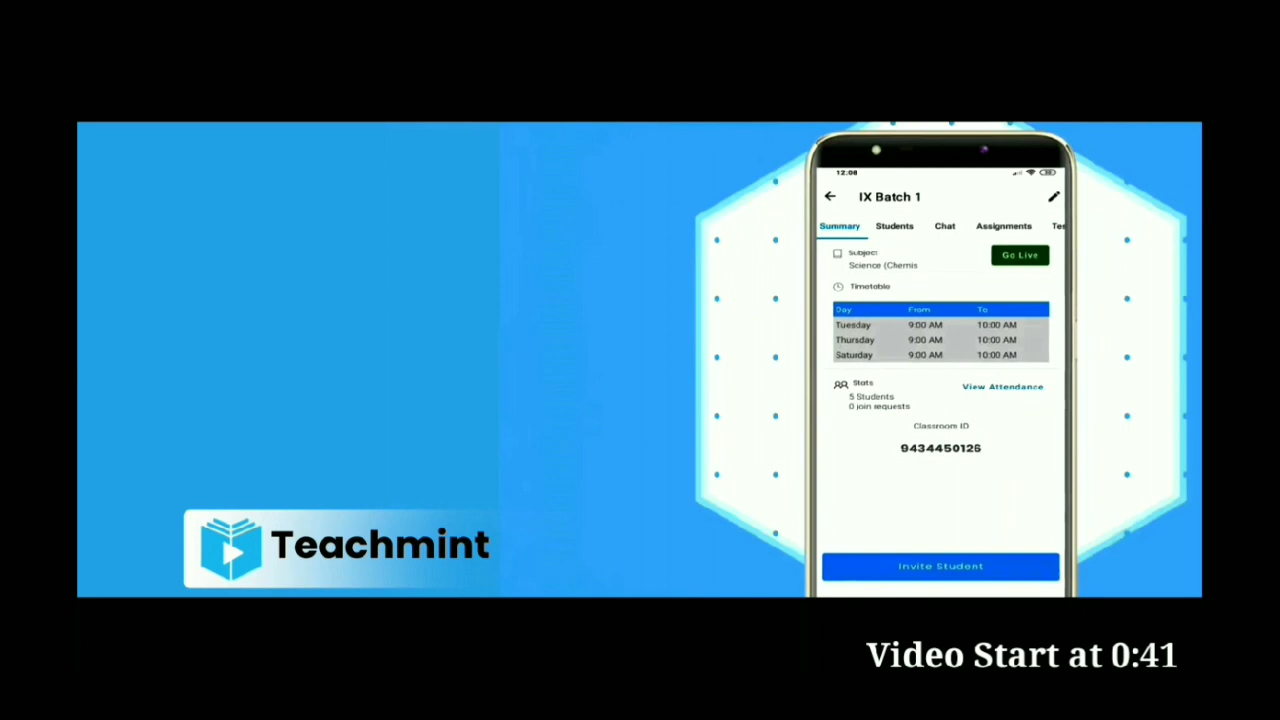 12:08
IX Batch 1
Summary Students Chat Assignments Tes
Subject
Science (Chemis
Go Live
Timetable
Day From To
Tuesday 9:00 AM 10:00 AM
Thursday 9:00 AM 10:00 AM
Saturday 9:00 AM 10:00 AM
Stats View Attendance
5 Students
0 join requests
Classroom ID
9434450126
Invite Student
Teachmint
Video Start at 0:41